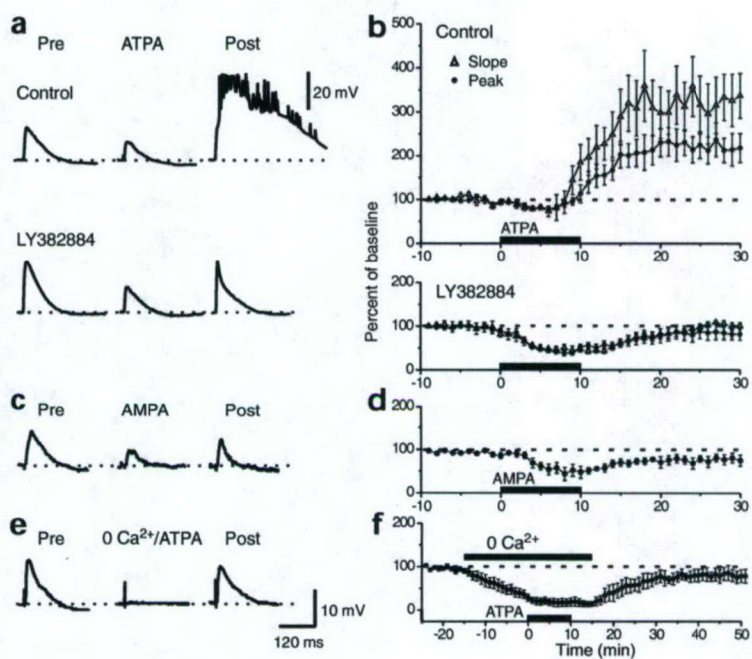 a
Pre ATPA Post
Control
20 mV
LY382884
b
500
400
300
200
100
0
Control
Slope
Peak
ATPA
-10 0 10 20 30
Percent of baseline
LY382884
200
100
0
-10 0 10 20 30
c
Pre AMPA Post
d
200
100
0
AMPA
-10 0 10 20 30
e
Pre 0 Ca²⁺/ATPA Post
10 mV
120 ms
f
200
100
0
0 Ca²⁺
ATPA
-20 -10 0 10 20 30 40 50
Time (min)